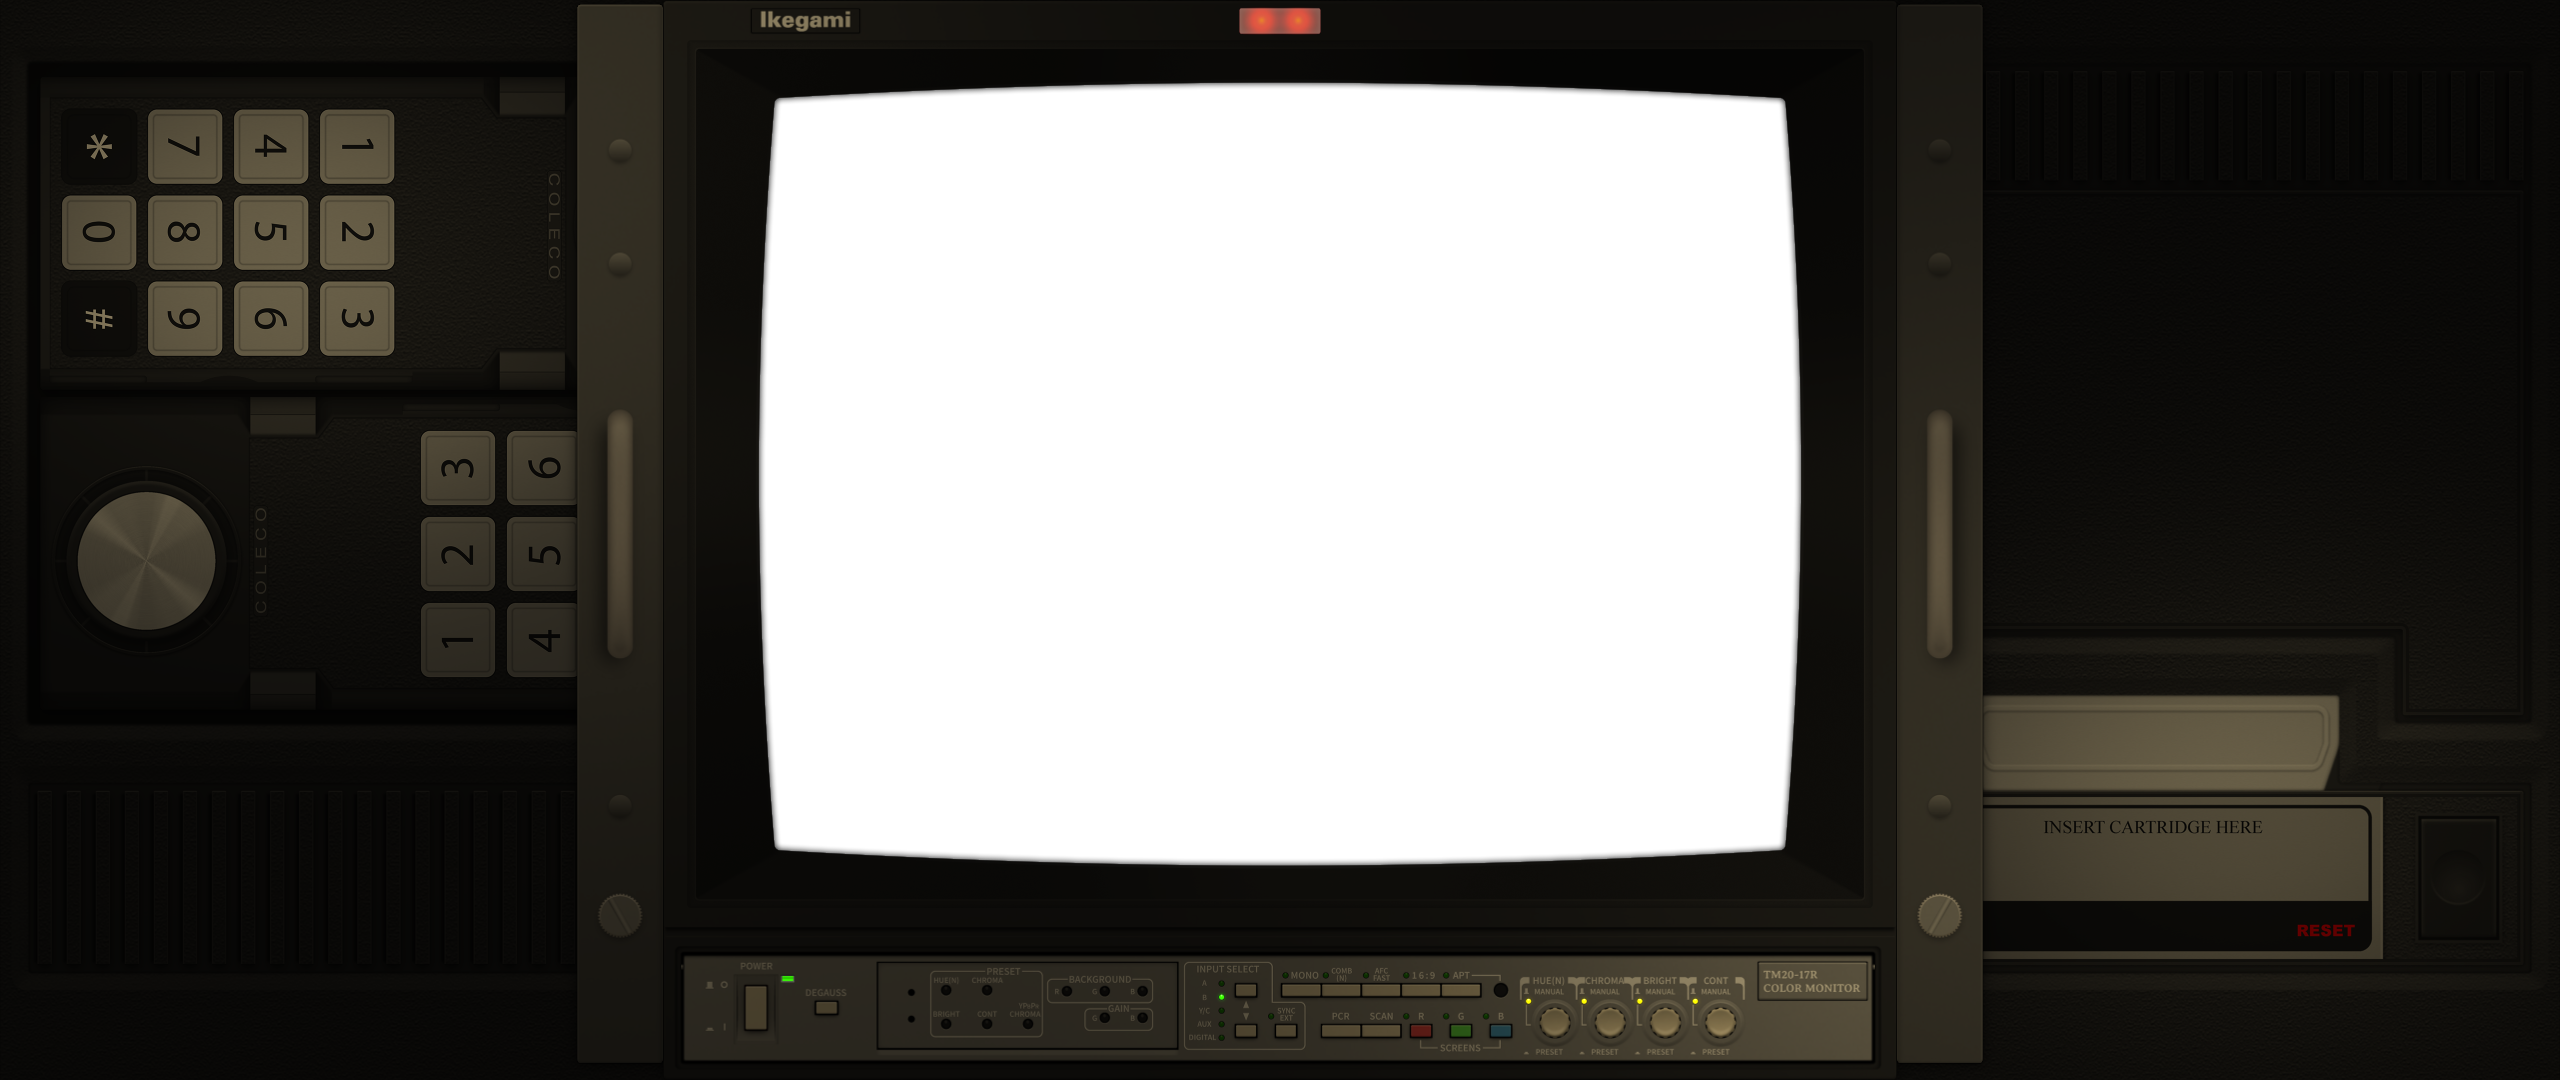 Ikegami
* 7 4 1
0 8 5 2
# 9 6 3
COLECO
3 6
2 5
1 4
COLECO
INSERT CARTRIDGE HERE
RESET
POWER
DEGAUSS
PRESET
HUE(N) CHROMA
BRIGHT CONT YPbPr CHROMA
BACKGROUND
R G B
GAIN
G B
INPUT SELECT
A
B
Y/C
AUX
DIGITAL
SYNC EXT
MONO COMB (N) AFC FAST 16:9 APT
PCR SCAN R G B
SCREENS
HUE(N) CHROMA BRIGHT CONT
MANUAL MANUAL MANUAL MANUAL
PRESET PRESET PRESET PRESET
TM20-17R
COLOR MONITOR